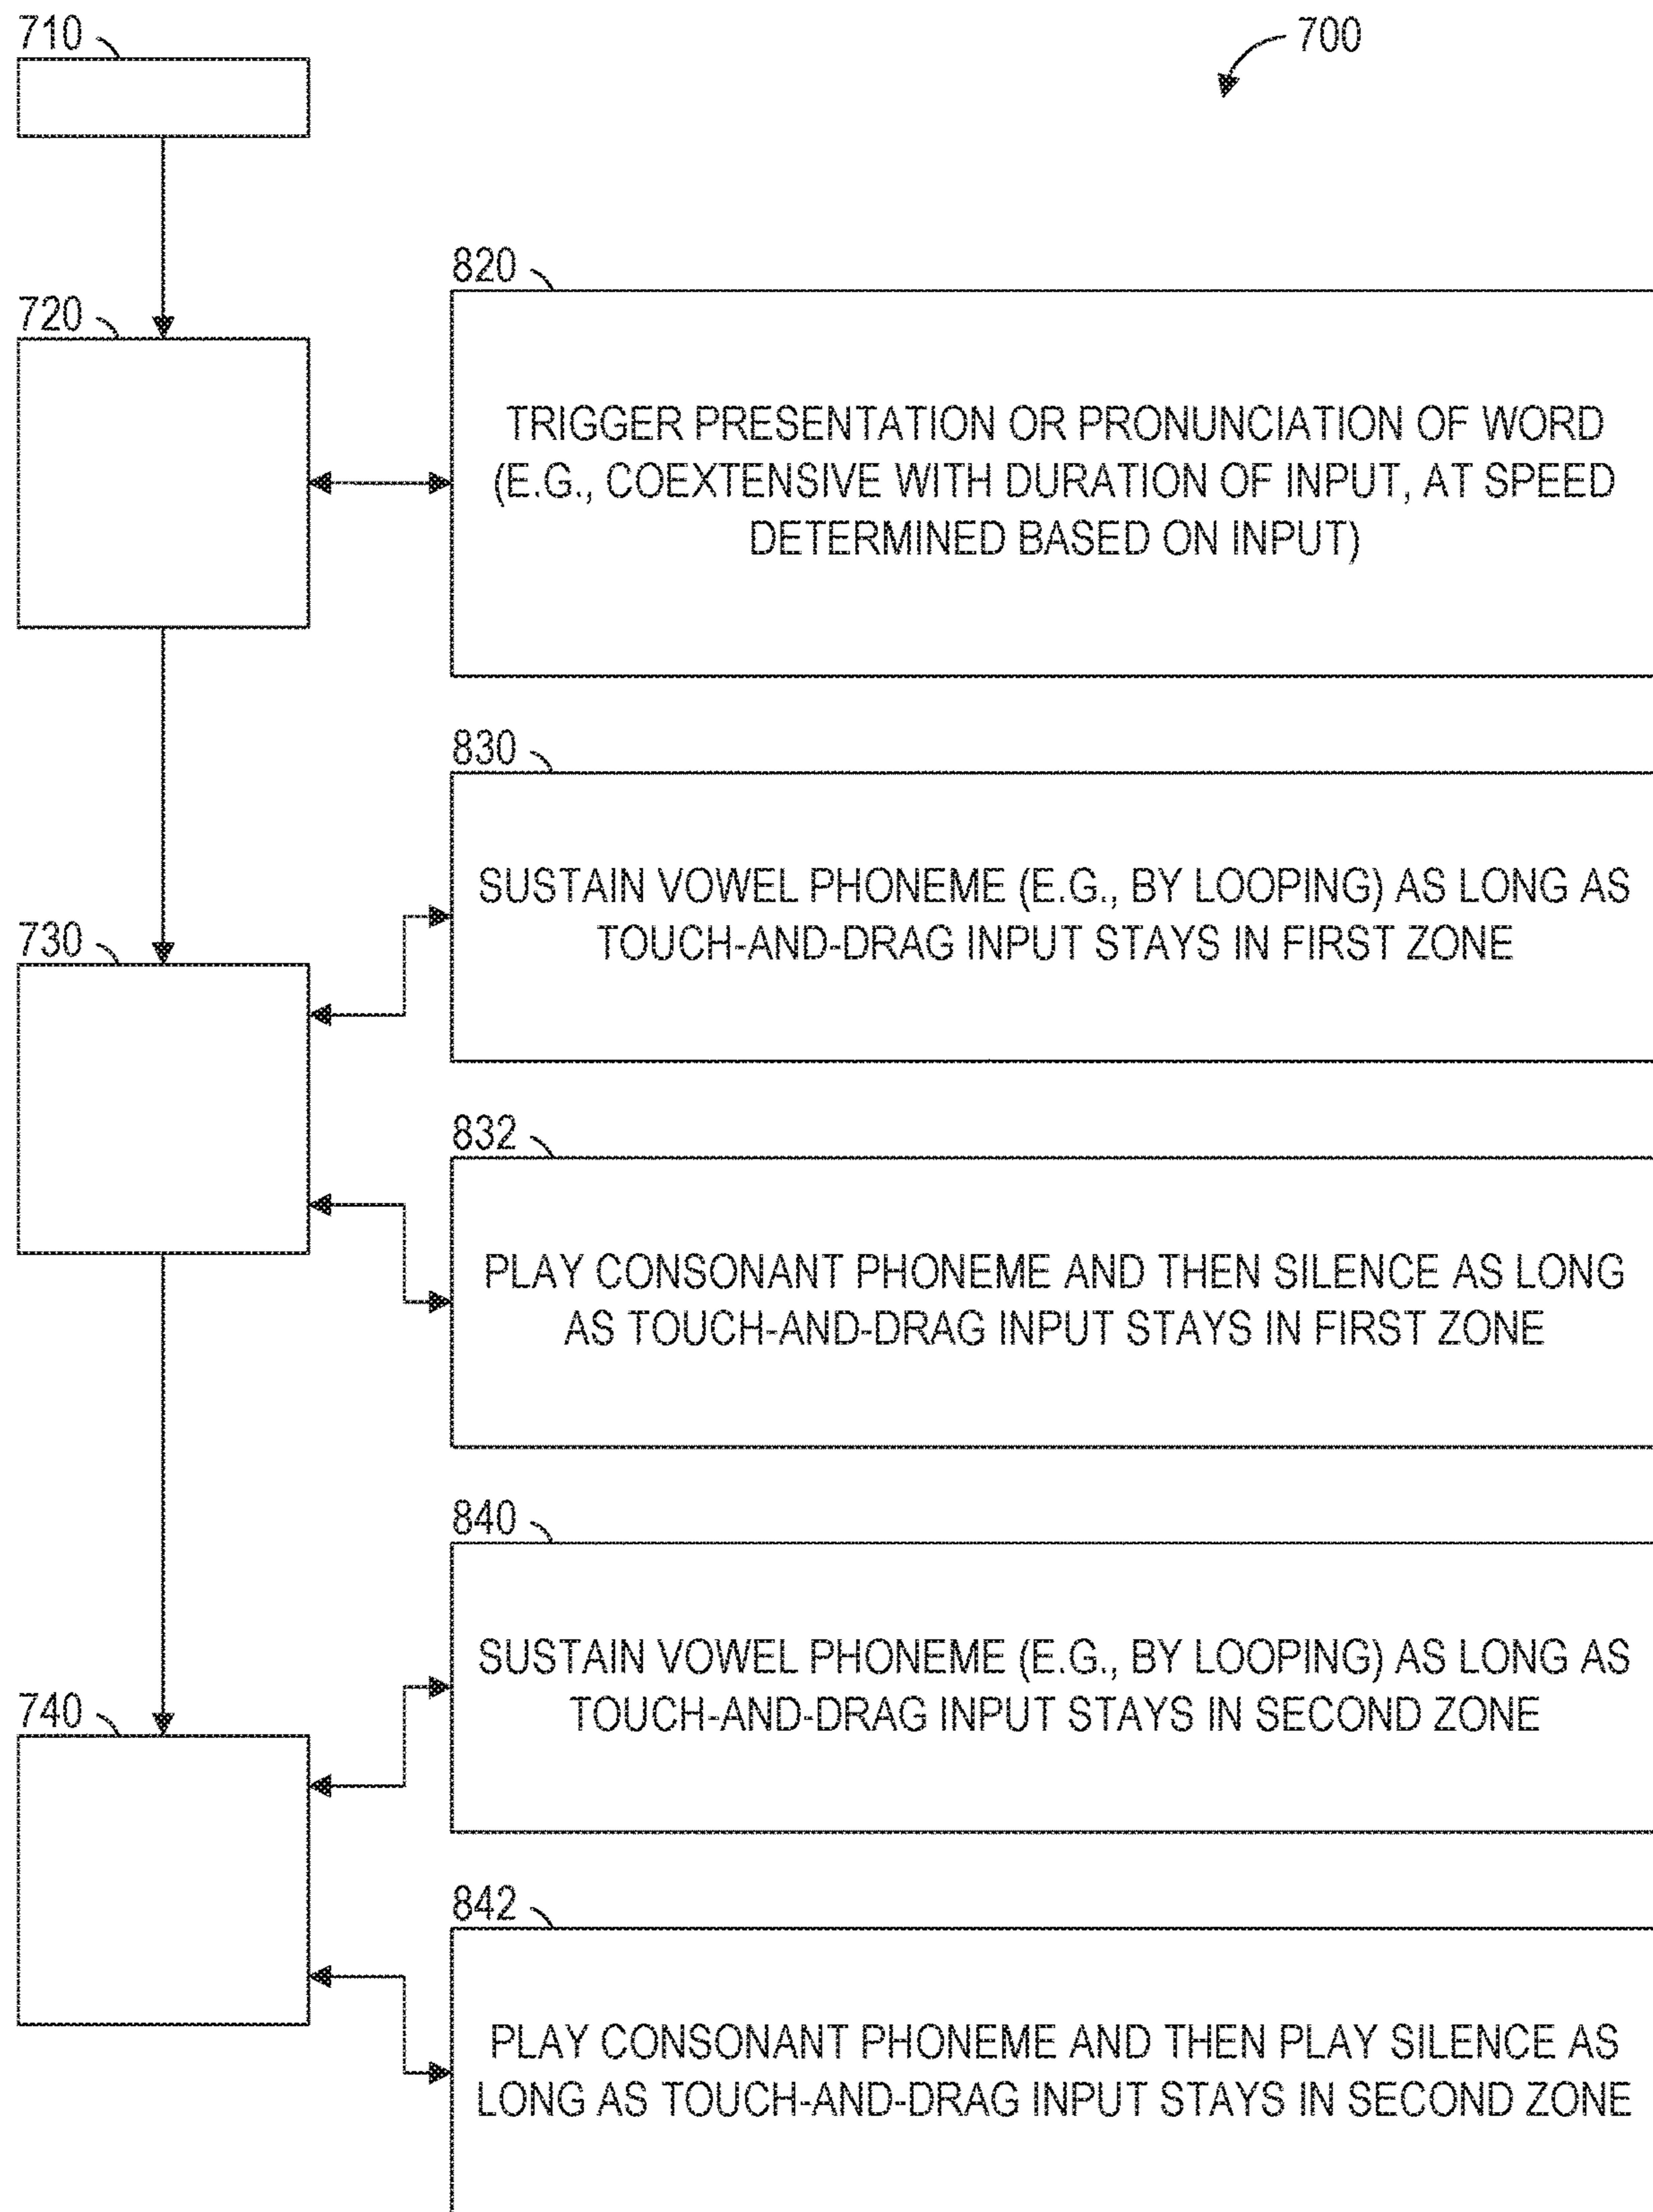 710
700
720
820
TRIGGER PRESENTATION OR PRONUNCIATION OF WORD
(E.G., COEXTENSIVE WITH DURATION OF INPUT, AT SPEED
DETERMINED BASED ON INPUT)
830
SUSTAIN VOWEL PHONEME (E.G., BY LOOPING) AS LONG AS
TOUCH-AND-DRAG INPUT STAYS IN FIRST ZONE
730
832
PLAY CONSONANT PHONEME AND THEN SILENCE AS LONG
AS TOUCH-AND-DRAG INPUT STAYS IN FIRST ZONE
840
SUSTAIN VOWEL PHONEME (E.G., BY LOOPING) AS LONG AS
TOUCH-AND-DRAG INPUT STAYS IN SECOND ZONE
740
842
PLAY CONSONANT PHONEME AND THEN PLAY SILENCE AS
LONG AS TOUCH-AND-DRAG INPUT STAYS IN SECOND ZONE